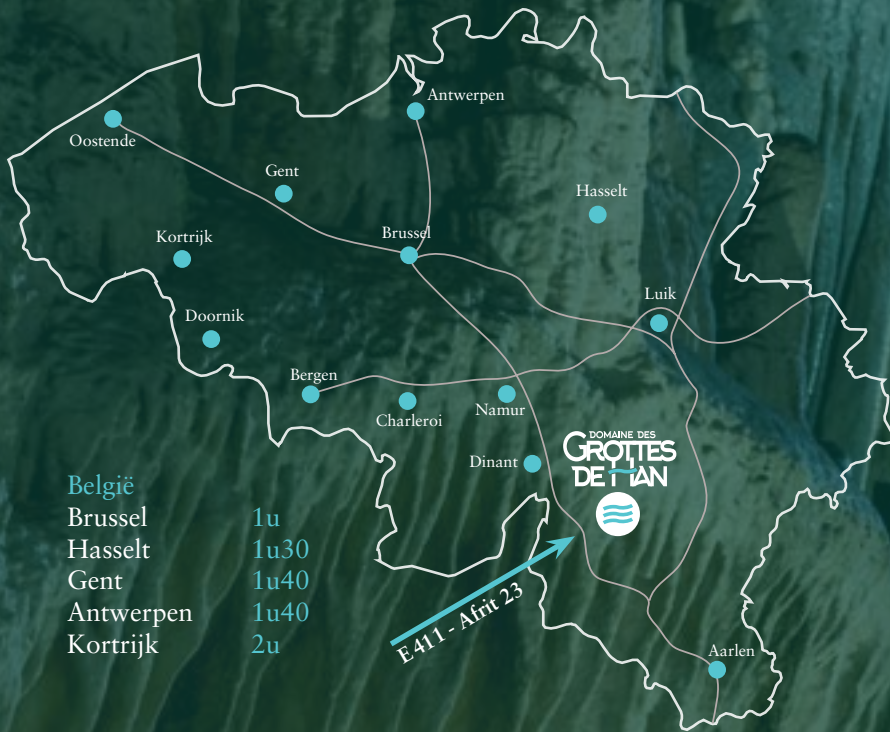 Antwerpen
Oostende
Gent
Hasselt
Kortrijk
Brussel
Luik
Doornik
Bergen
Charleroi
Namur
Dinant
DOMAINE DES
GROTTES
DE HAN
België
Brussel 1u
Hasselt 1u30
Gent 1u40
Antwerpen 1u40
Kortrijk 2u
E411 - Afrit 23
Aarlen